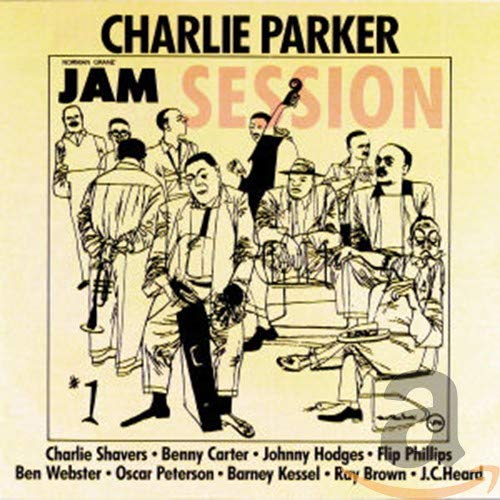 CHARLIE PARKER
NORMAN GRANZ'
JAM SESSION
#1
Charlie Shavers • Benny Carter • Johnny Hodges • Flip Phillips
Ben Webster • Oscar Peterson • Barney Kessel • Ray Brown • J.C.Heard
a